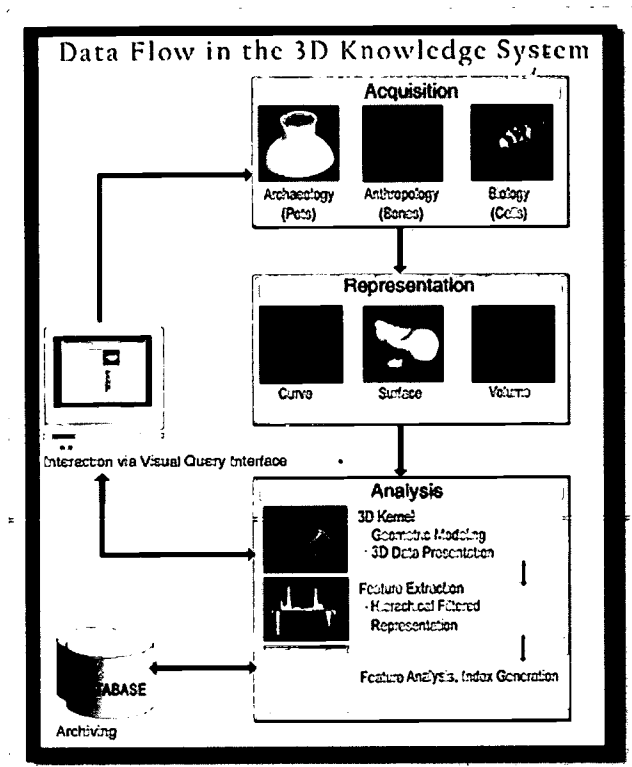 Data Flow in the 3D Knowledge System
Acquisition
Archaeology
(Pots)
Anthropology
(Bones)
Biology
(Cells)
Representation
Curve
Surface
Volume
Interaction via Visual Query Interface
Analysis
3D Kernel
Geometric Modeling
- 3D Data Presentation
Feature Extraction
- Hierachical Filtered
Representation
Feature Analysis, Index Generation
TABASE
Archiving